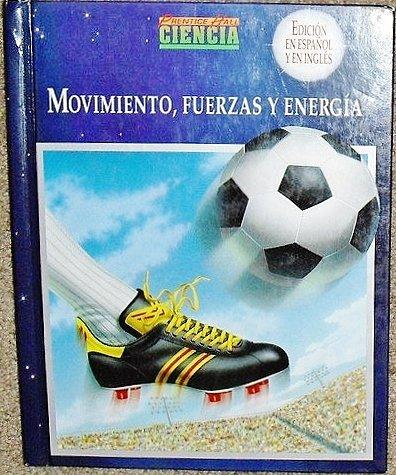 PRENTICE HALL
CIENCIA
EDICIÓN
EN ESPAÑOL
Y EN INGLÉS
MOVIMIENTO, FUERZAS Y ENERGÍA